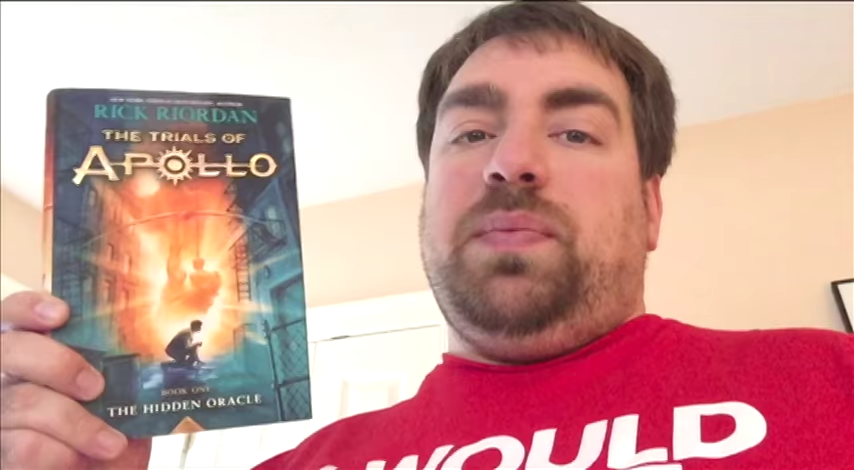 RICK RIORDAN
THE TRIALS OF
APOLLO
BOOK ONE
THE HIDDEN ORACLE
WOULD